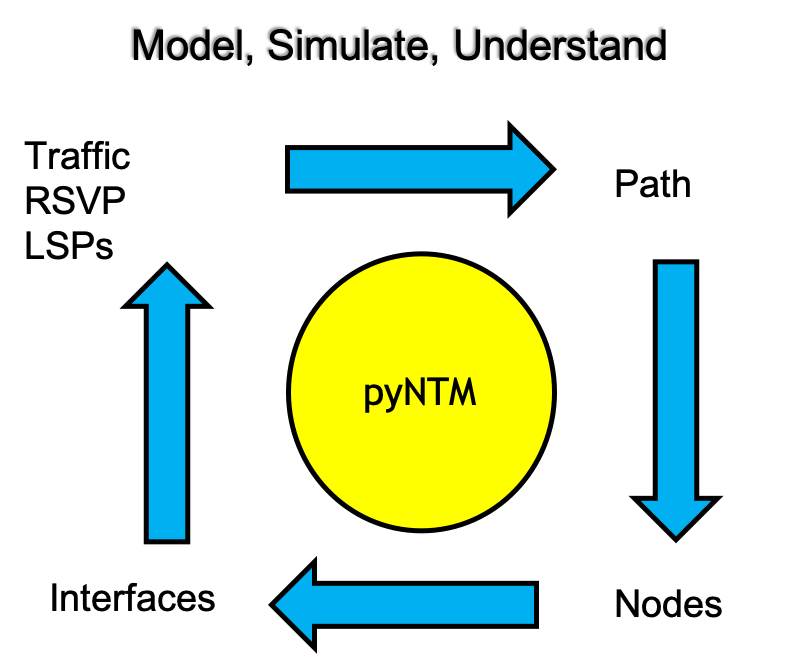 Model, Simulate, Understand
Traffic
RSVP
LSPs
Path
pyNTM
Interfaces
Nodes